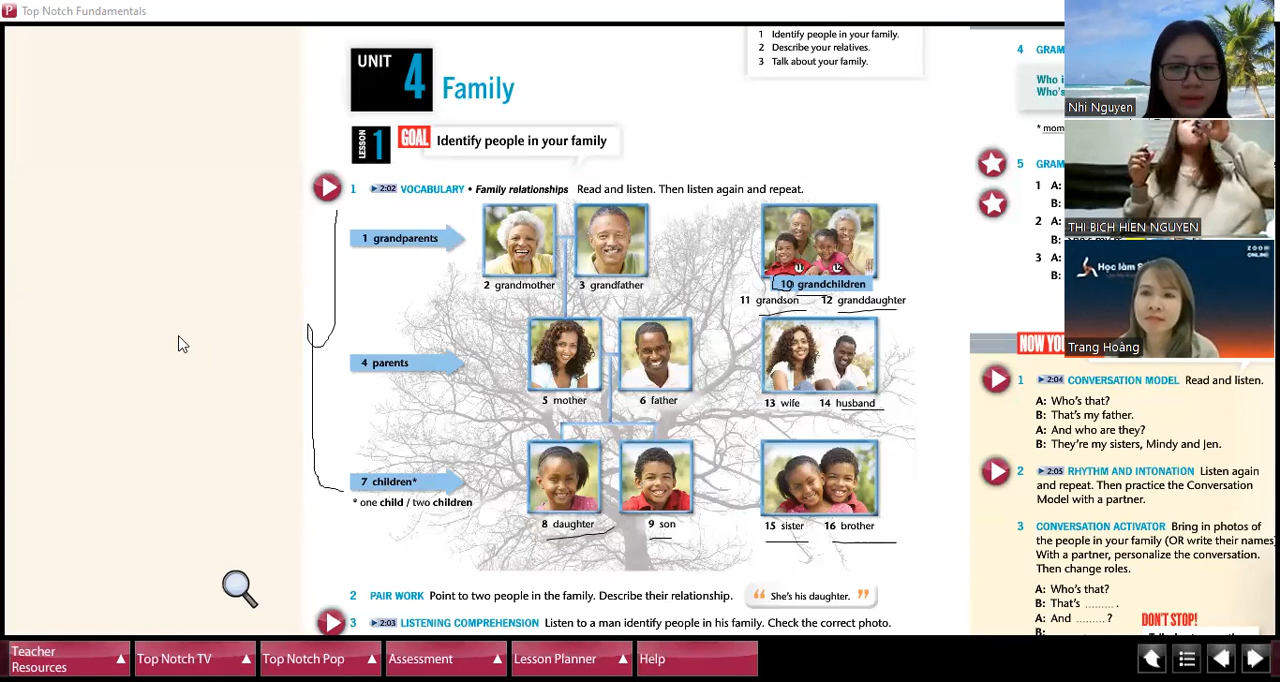 Top Notch Fundamentals
1 Identify people in your family.
2 Describe your relatives.
3 Talk about your family.
UNIT 4 Family
LESSON 1 GOAL Identify people in your family
1 2:02 VOCABULARY • Family relationships Read and listen. Then listen again and repeat.
1 grandparents
2 grandmother 3 grandfather
10 grandchildren
11 grandson 12 granddaughter
4 parents
5 mother 6 father
13 wife 14 husband
7 children*
* one child / two children
8 daughter 9 son
15 sister 16 brother
2 PAIR WORK Point to two people in the family. Describe their relationship.
“ She's his daughter. ”
3 2:03 LISTENING COMPREHENSION Listen to a man identify people in his family. Check the correct photo.
4 GRAM
Who i
Who's
* mom
5 GRAM
1 A:
B:
2 A:
B:
3 A:
B:
Nhi Nguyen
THI BICH HIEN NGUYEN
ZOOM
ONLINE
Học làm S
Trang Hoàng
NOW YOU
1 2:04 CONVERSATION MODEL Read and listen.
A: Who's that?
B: That's my father.
A: And who are they?
B: They're my sisters, Mindy and Jen.
2 2:05 RHYTHM AND INTONATION Listen again
and repeat. Then practice the Conversation
Model with a partner.
3 CONVERSATION ACTIVATOR Bring in photos of
the people in your family (OR write their names
With a partner, personalize the conversation.
Then change roles.
A: Who's that?
B: That's ......... .
A: And ......... ?
B:
DON'T STOP!
Teacher
Resources
Top Notch TV
Top Notch Pop
Assessment
Lesson Planner
Help